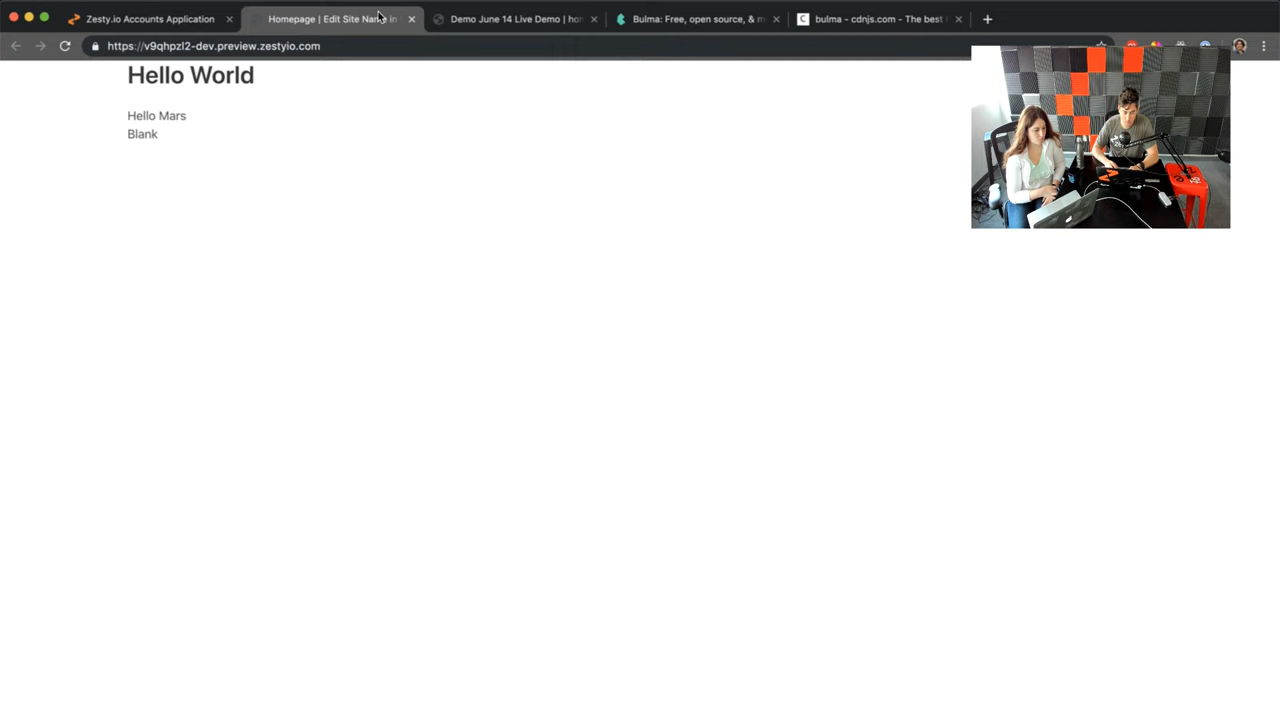 Zesty.io Accounts Application
Homepage | Edit Site Name in
Demo June 14 Live Demo | hom
Bulma: Free, open source, & m
bulma - cdnjs.com - The best f
https://v9qhpzl2-dev.preview.zestyio.com
Hello World
Hello Mars
Blank